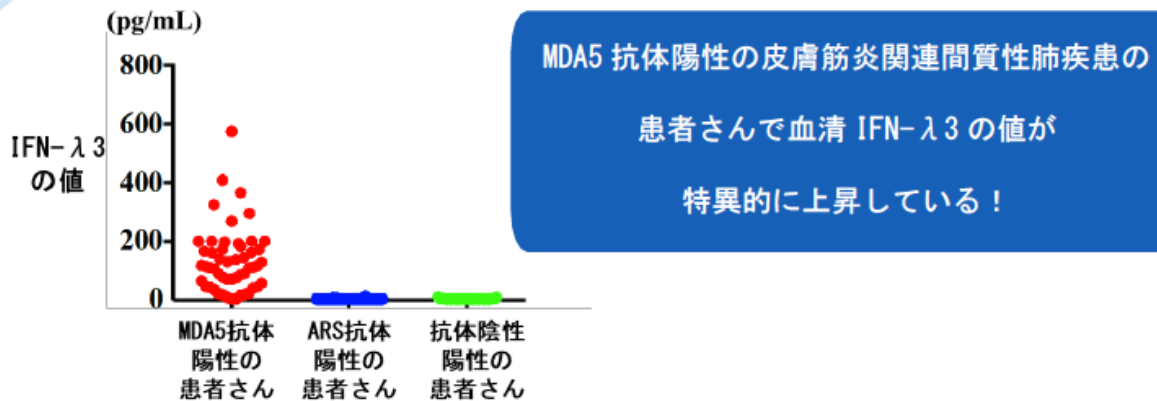 (pg/mL)
800
600
400
200
0
IFN-λ3
の値
MDA5抗体
陽性の
患者さん
ARS抗体
陽性の
患者さん
抗体陰性
陽性の
患者さん
MDA5 抗体陽性の皮膚筋炎関連間質性肺疾患の
患者さんで血清 IFN-λ3 の値が
特異的に上昇している！